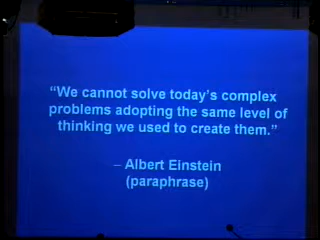 “We cannot solve today’s complex
problems adopting the same level of
thinking we used to create them.”
– Albert Einstein
(paraphrase)